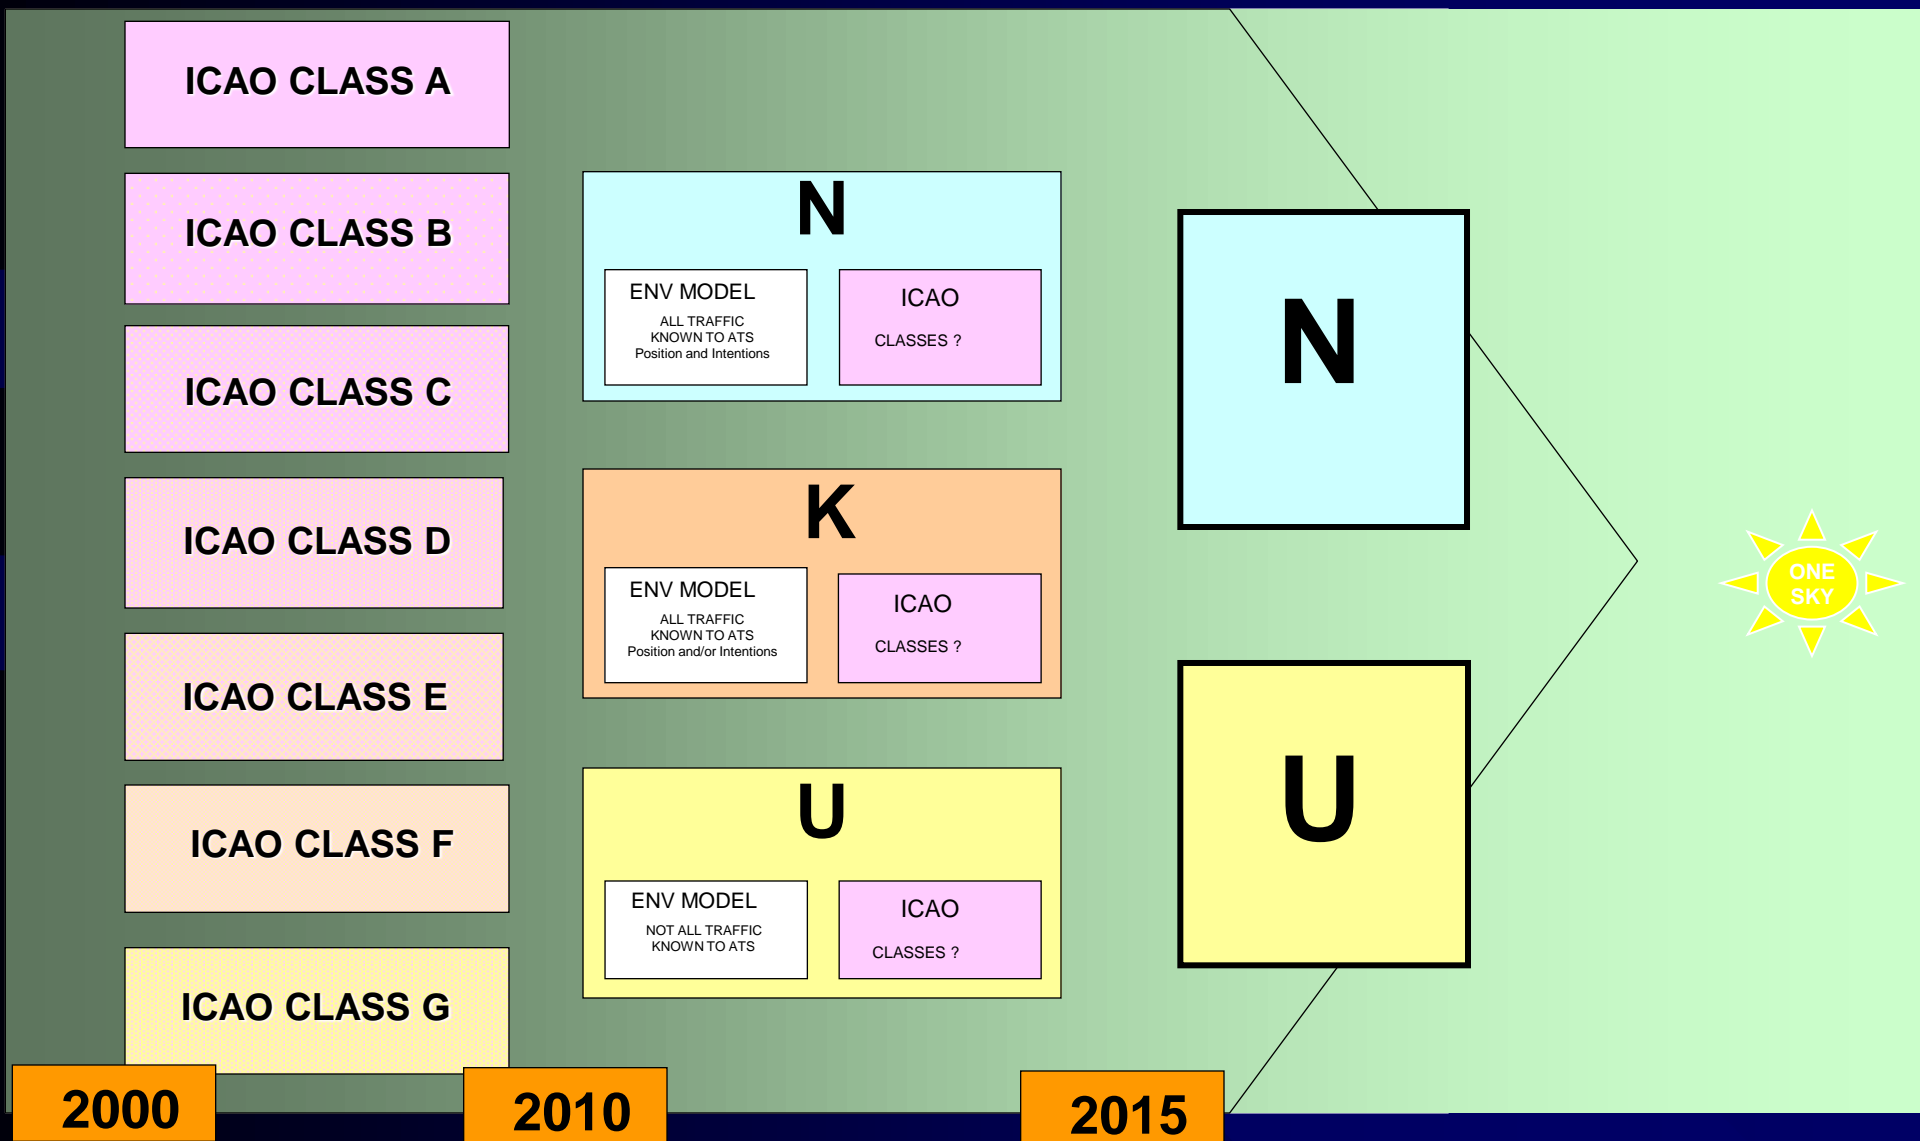 ICAO CLASS A
ICAO CLASS B
ICAO CLASS C
ICAO CLASS D
ICAO CLASS E
ICAO CLASS F
ICAO CLASS G
N
ENV MODEL
ALL TRAFFIC
KNOWN TO ATS
Position and Intentions
ICAO
CLASSES ?
K
ENV MODEL
ALL TRAFFIC
KNOWN TO ATS
Position and/or Intentions
ICAO
CLASSES ?
U
ENV MODEL
NOT ALL TRAFFIC
KNOWN TO ATS
ICAO
CLASSES ?
N
U
ONE
SKY
2000
2010
2015